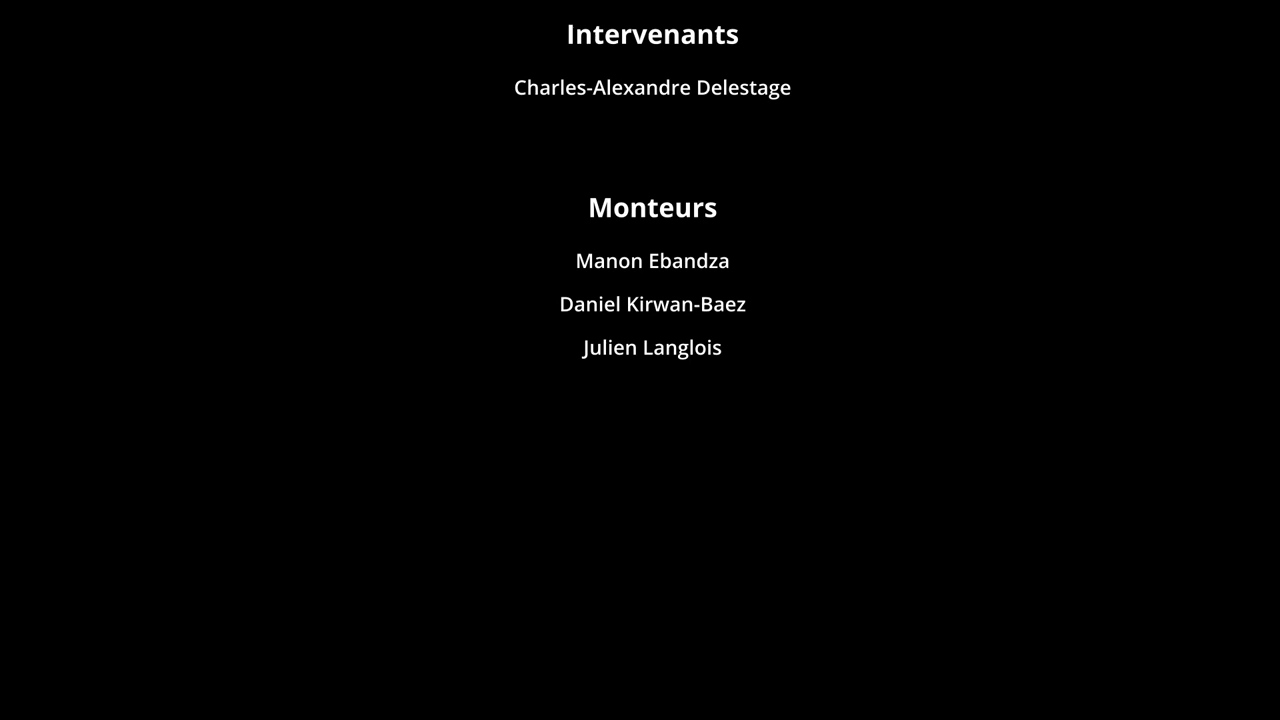 Intervenants
Charles-Alexandre Delestage
Monteurs
Manon Ebandza
Daniel Kirwan-Baez
Julien Langlois